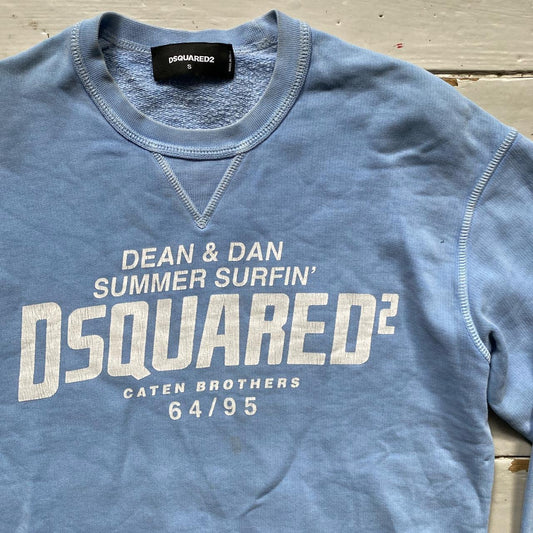 DSQUARED2
S
DEAN & DAN
SUMMER SURFIN'
DSQUARED²
CATEN BROTHERS
64/95